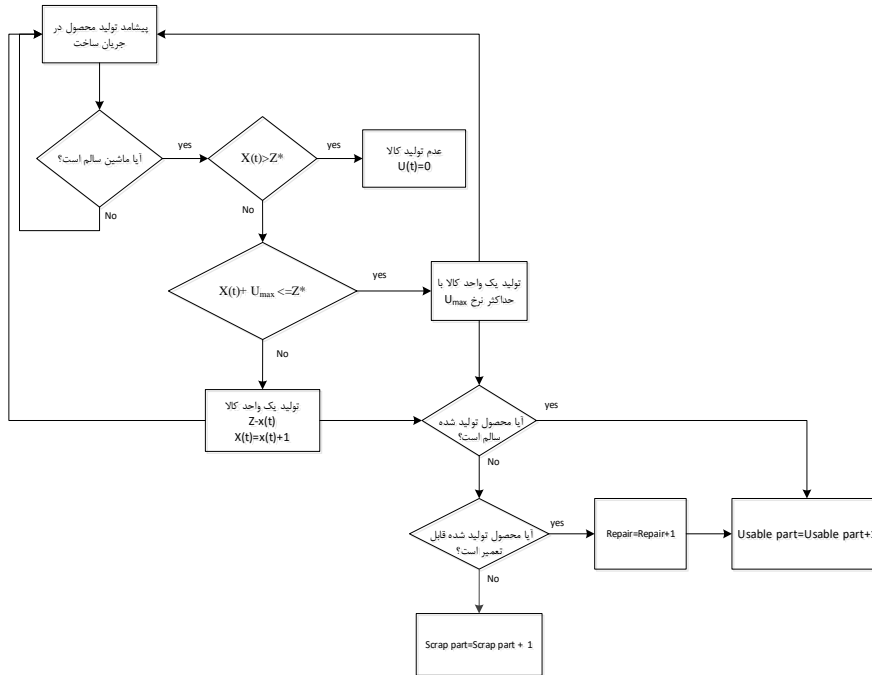 پیشامد تولید محصول در
جریان ساخت
آیا ماشین سالم است؟
yes
X(t)>Z*
yes
عدم تولید کالا
U(t)=0
No
No
X(t)+ Umax <=Z*
yes
تولید یک واحد کالا با
حداکثر نرخ Umax
No
تولید یک واحد کالا
Z-x(t)
X(t)=x(t)+1
آیا محصول تولید شده
سالم است؟
yes
No
آیا محصول تولید شده قابل
تعمیر است؟
yes
Repair=Repair+1
Usable part=Usable part+1
No
Scrap part=Scrap part + 1